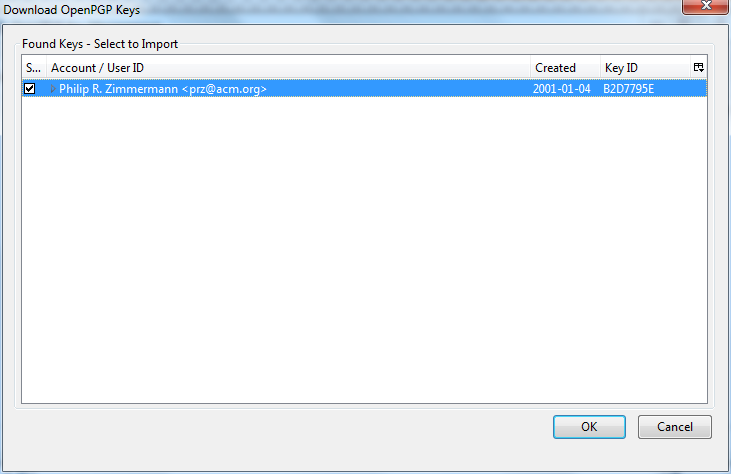 Download OpenPGP Keys
Found Keys - Select to Import
S... Account / User ID Created Key ID
Philip R. Zimmermann <prz@acm.org> 2001-01-04 B2D7795E
OK Cancel